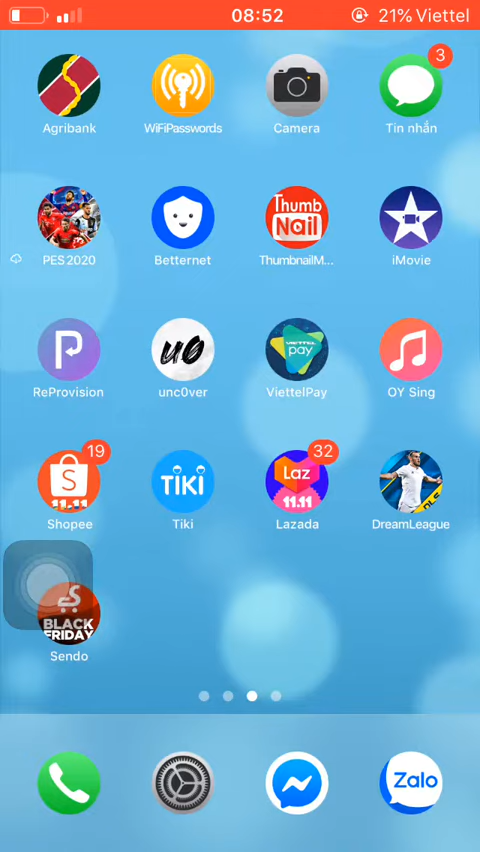 08:52
21% Viettel
3
Agribank
WiFiPasswords
Camera
Tin nhắn
Thumb
Nail
PES 2020
Betternet
ThumbnailM...
iMovie
u0
VIETTEL
pay
ReProvision
unc0ver
ViettelPay
OY Sing
19
32
S
11.11
TIKI
Laz
11.11
DLS
Shopee
Tiki
Lazada
DreamLeague
BLACK
FRIDAY
Sendo
Zalo